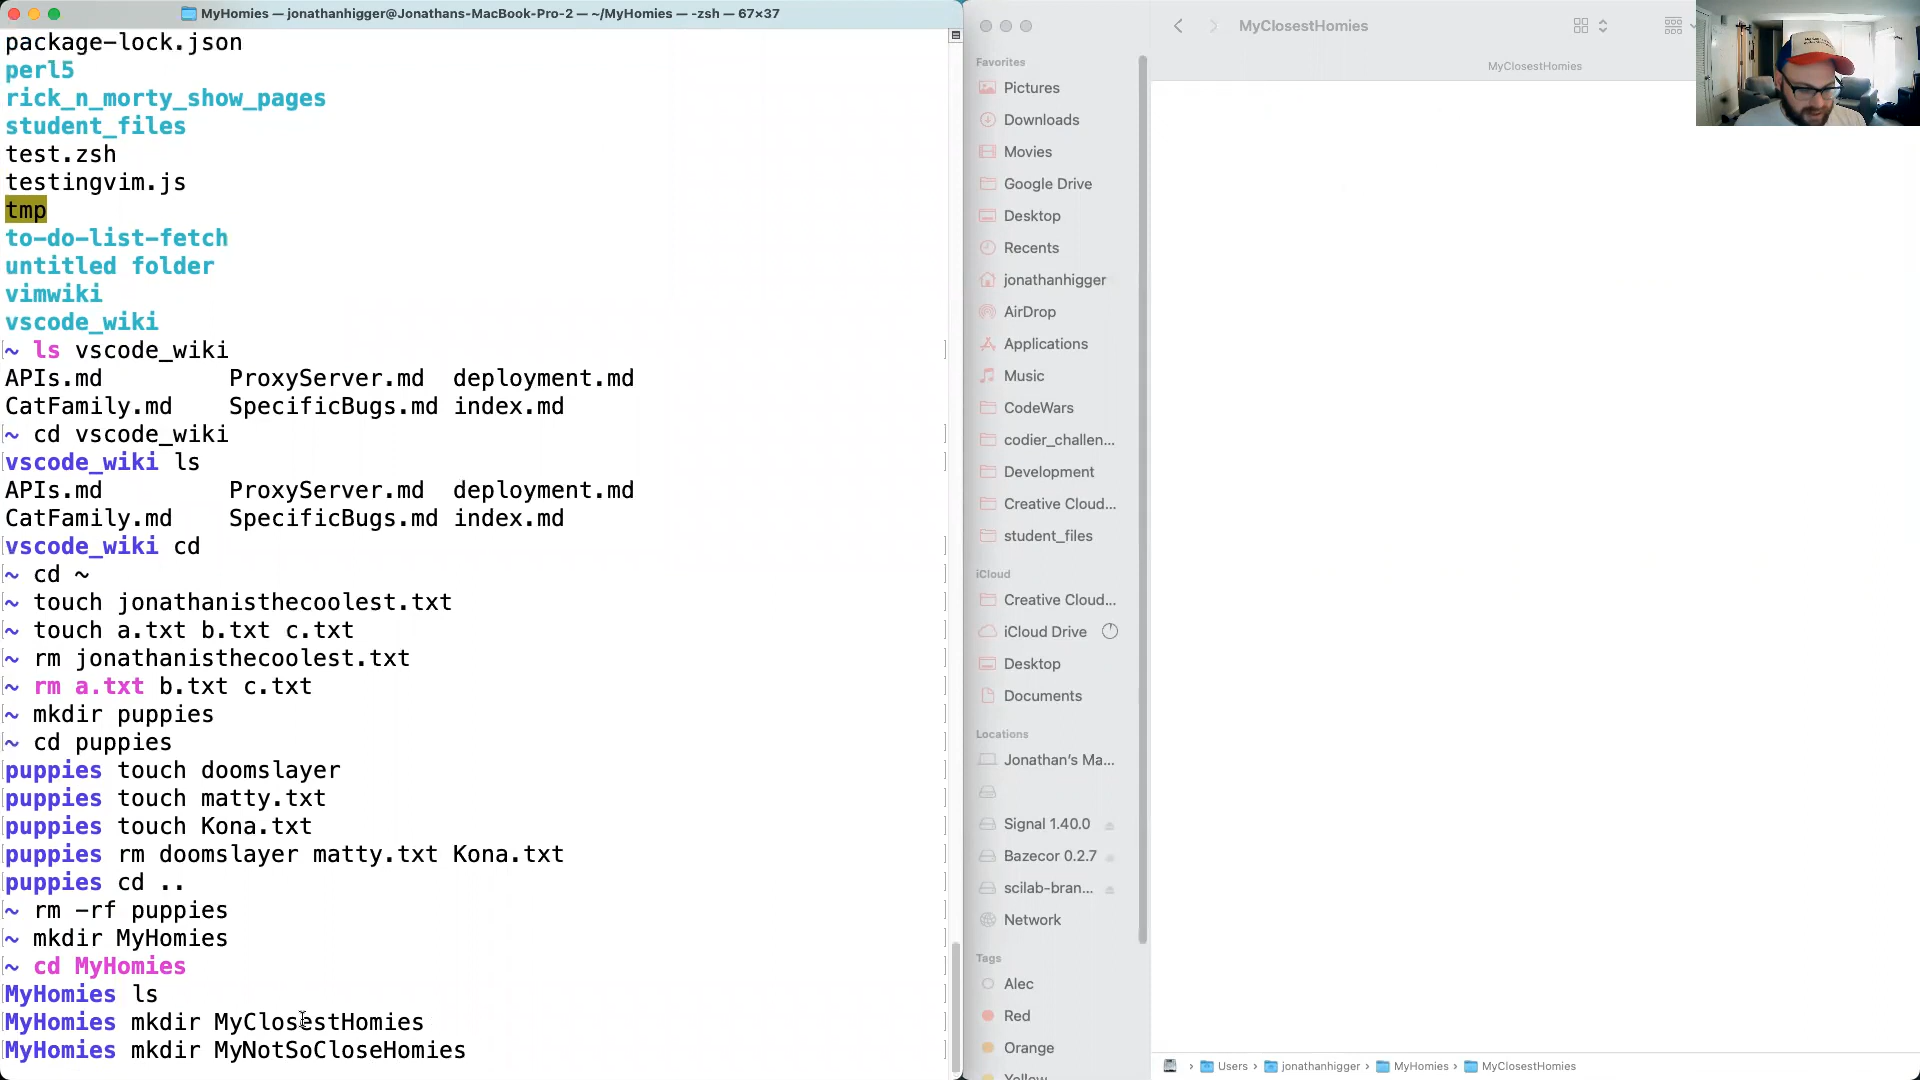 MyHomies — jonathanhigger@Jonathans-MacBook-Pro-2 — ~/MyHomies — -zsh — 67×37
package-lock.json
perl5
rick_n_morty_show_pages
student_files
test.zsh
testingvim.js
tmp
to-do-list-fetch
untitled folder
vimwiki
vscode_wiki
~ ls vscode_wiki
APIs.md ProxyServer.md deployment.md
CatFamily.md SpecificBugs.md index.md
~ cd vscode_wiki
vscode_wiki ls
APIs.md ProxyServer.md deployment.md
CatFamily.md SpecificBugs.md index.md
vscode_wiki cd
~ cd ~
~ touch jonathanisthecoolest.txt
~ touch a.txt b.txt c.txt
~ rm jonathanisthecoolest.txt
~ rm a.txt b.txt c.txt
~ mkdir puppies
~ cd puppies
puppies touch doomslayer
puppies touch matty.txt
puppies touch Kona.txt
puppies rm doomslayer matty.txt Kona.txt
puppies cd ..
~ rm -rf puppies
~ mkdir MyHomies
~ cd MyHomies
MyHomies ls
MyHomies mkdir MyClosestHomies
MyHomies mkdir MyNotSoCloseHomies
MyClosestHomies
MyClosestHomies
Favorites
Pictures
Downloads
Movies
Google Drive
Desktop
Recents
jonathanhigger
AirDrop
Applications
Music
CodeWars
codier_challen...
Development
Creative Cloud...
student_files
iCloud
Creative Cloud...
iCloud Drive
Desktop
Documents
Locations
Jonathan's Ma...
Signal 1.40.0
Bazecor 0.2.7
scilab-bran...
Network
Tags
Alec
Red
Orange
Yellow
Users › jonathanhigger › MyHomies › MyClosestHomies